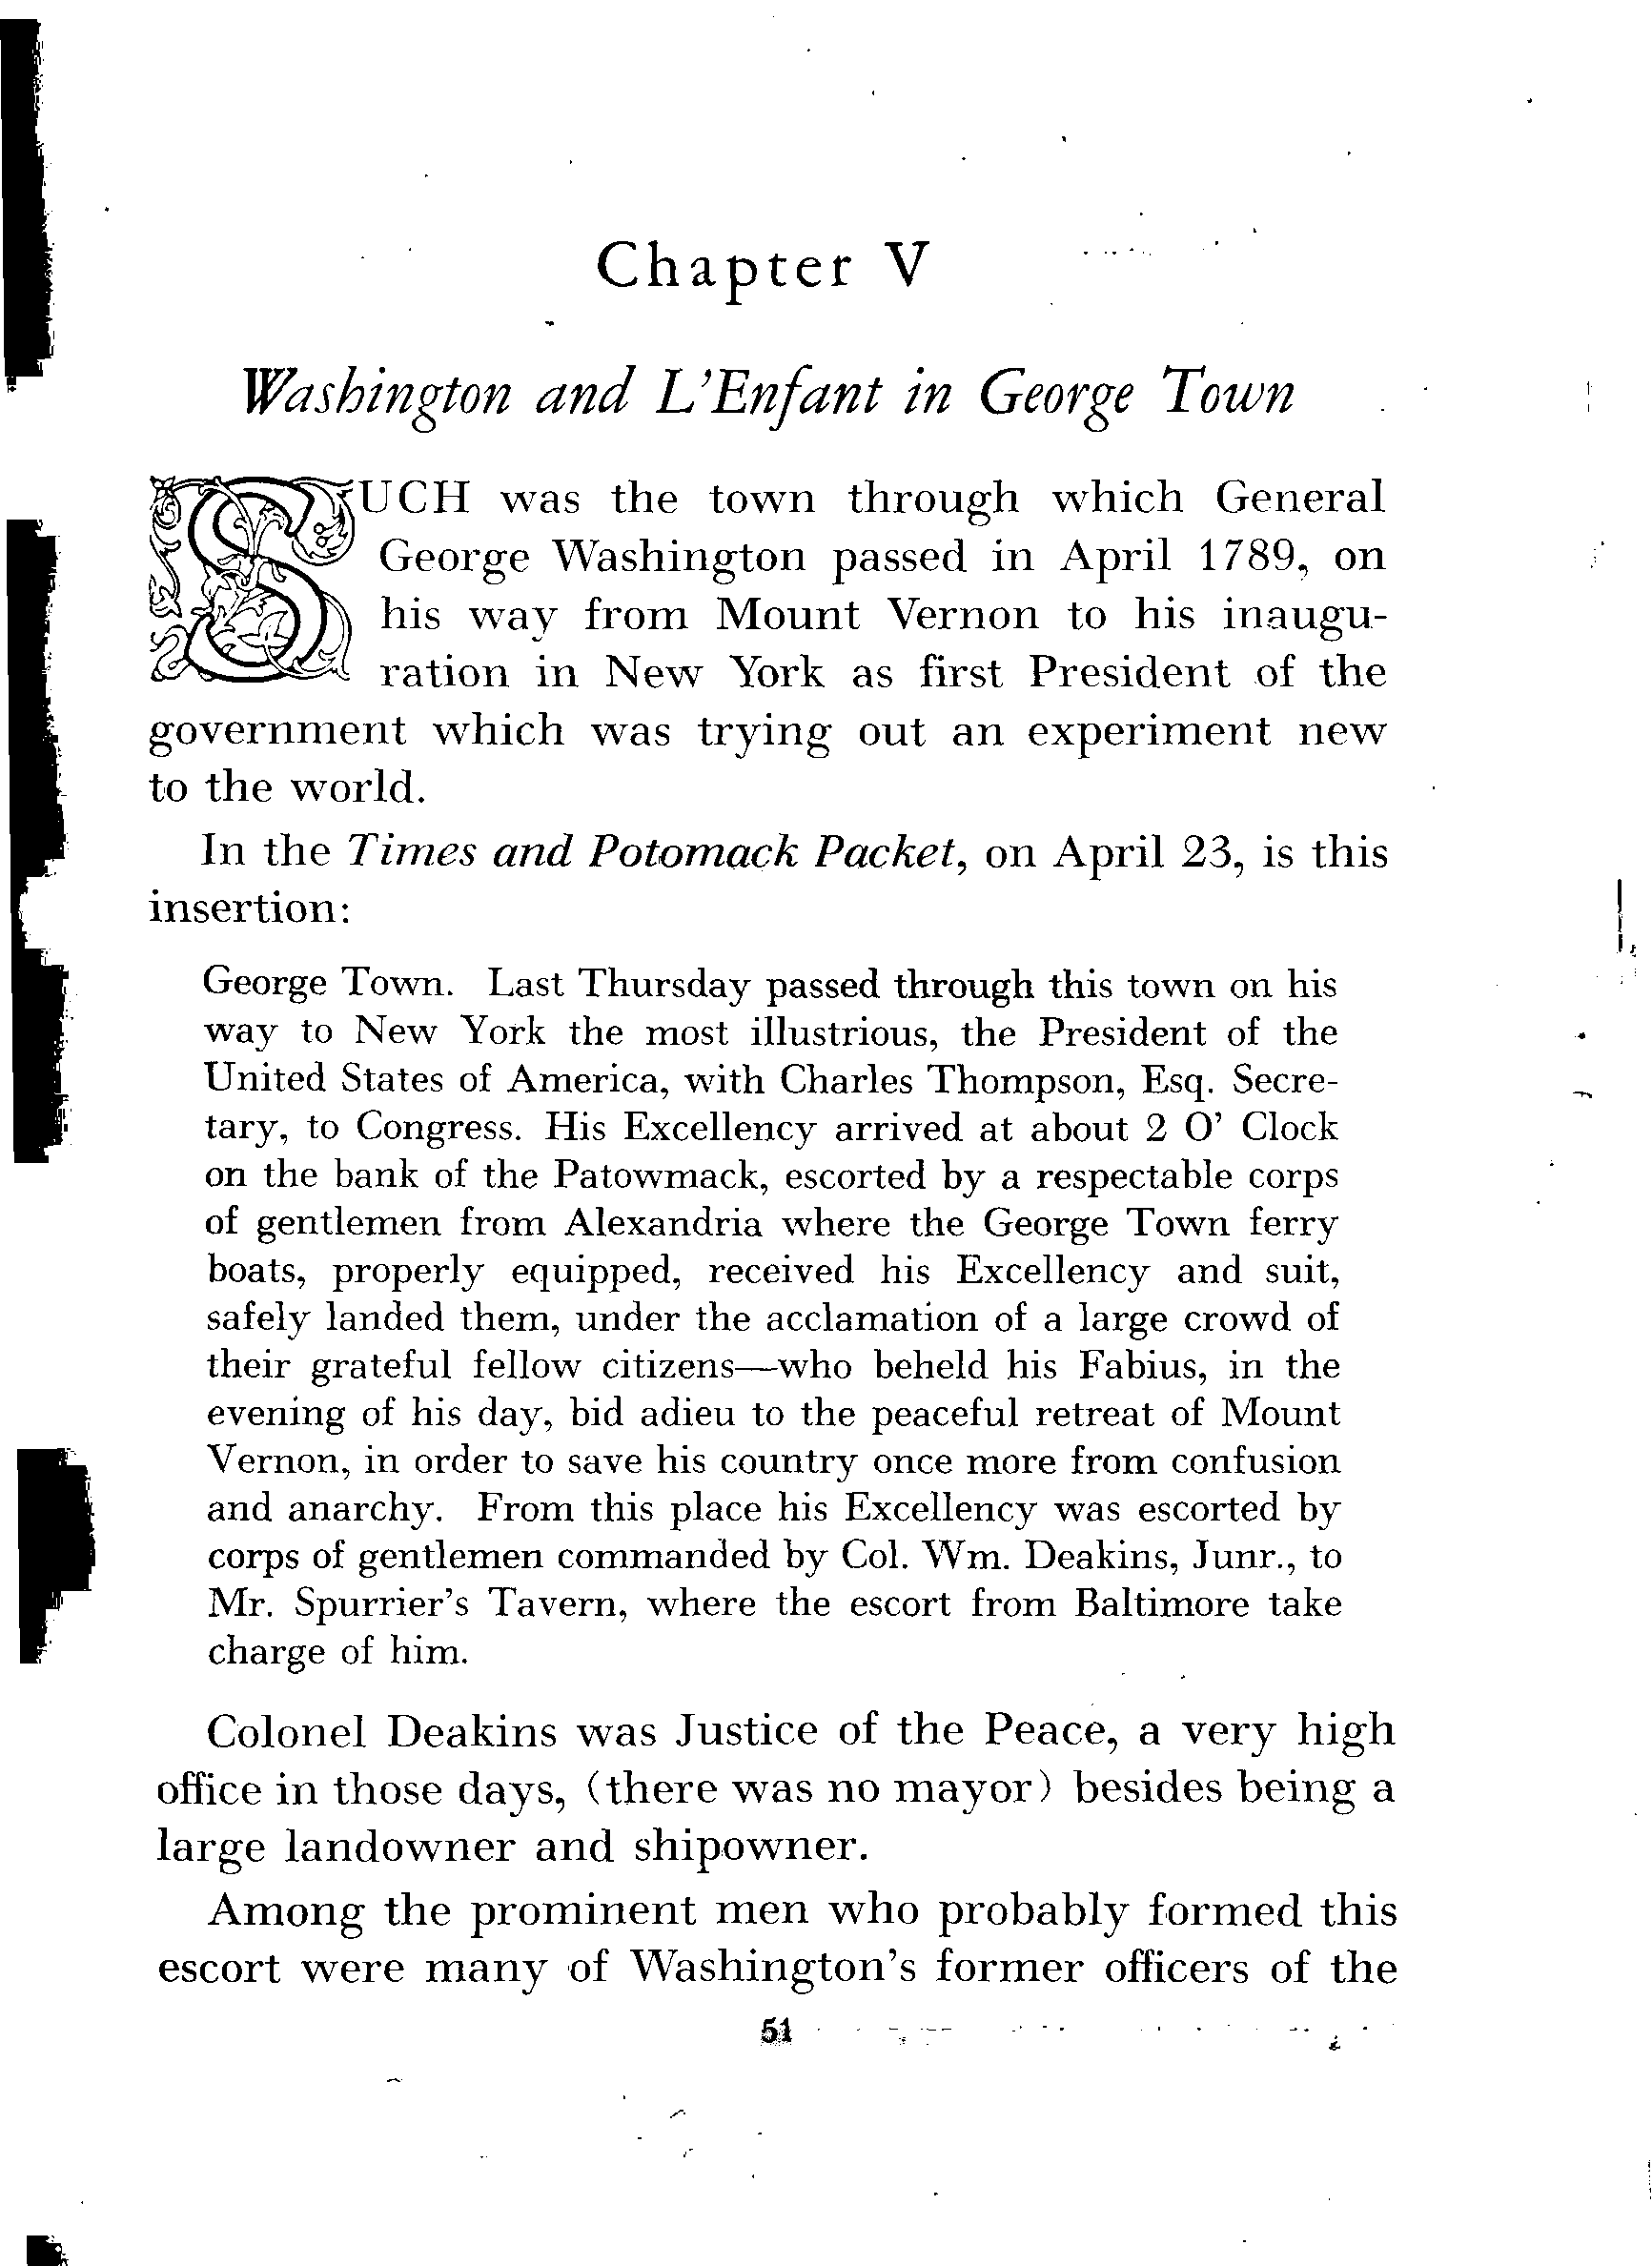 Chapter V
Washington and L'Enfant in George Town
SUCH was the town through which General
George Washington passed in April 1789, on
his way from Mount Vernon to his inaugu-
ration in New York as first President of the
government which was trying out an experiment new
to the world.
In the Times and Potomack Packet, on April 23, is this
insertion:
George Town. Last Thursday passed through this town on his
way to New York the most illustrious, the President of the
United States of America, with Charles Thompson, Esq. Secre-
tary, to Congress. His Excellency arrived at about 2 O' Clock
on the bank of the Patowmack, escorted by a respectable corps
of gentlemen from Alexandria where the George Town ferry
boats, properly equipped, received his Excellency and suit,
safely landed them, under the acclamation of a large crowd of
their grateful fellow citizens—who beheld his Fabius, in the
evening of his day, bid adieu to the peaceful retreat of Mount
Vernon, in order to save his country once more from confusion
and anarchy. From this place his Excellency was escorted by
corps of gentlemen commanded by Col. Wm. Deakins, Junr., to
Mr. Spurrier's Tavern, where the escort from Baltimore take
charge of him.
Colonel Deakins was Justice of the Peace, a very high
office in those days, (there was no mayor) besides being a
large landowner and shipowner.
Among the prominent men who probably formed this
escort were many of Washington's former officers of the
51